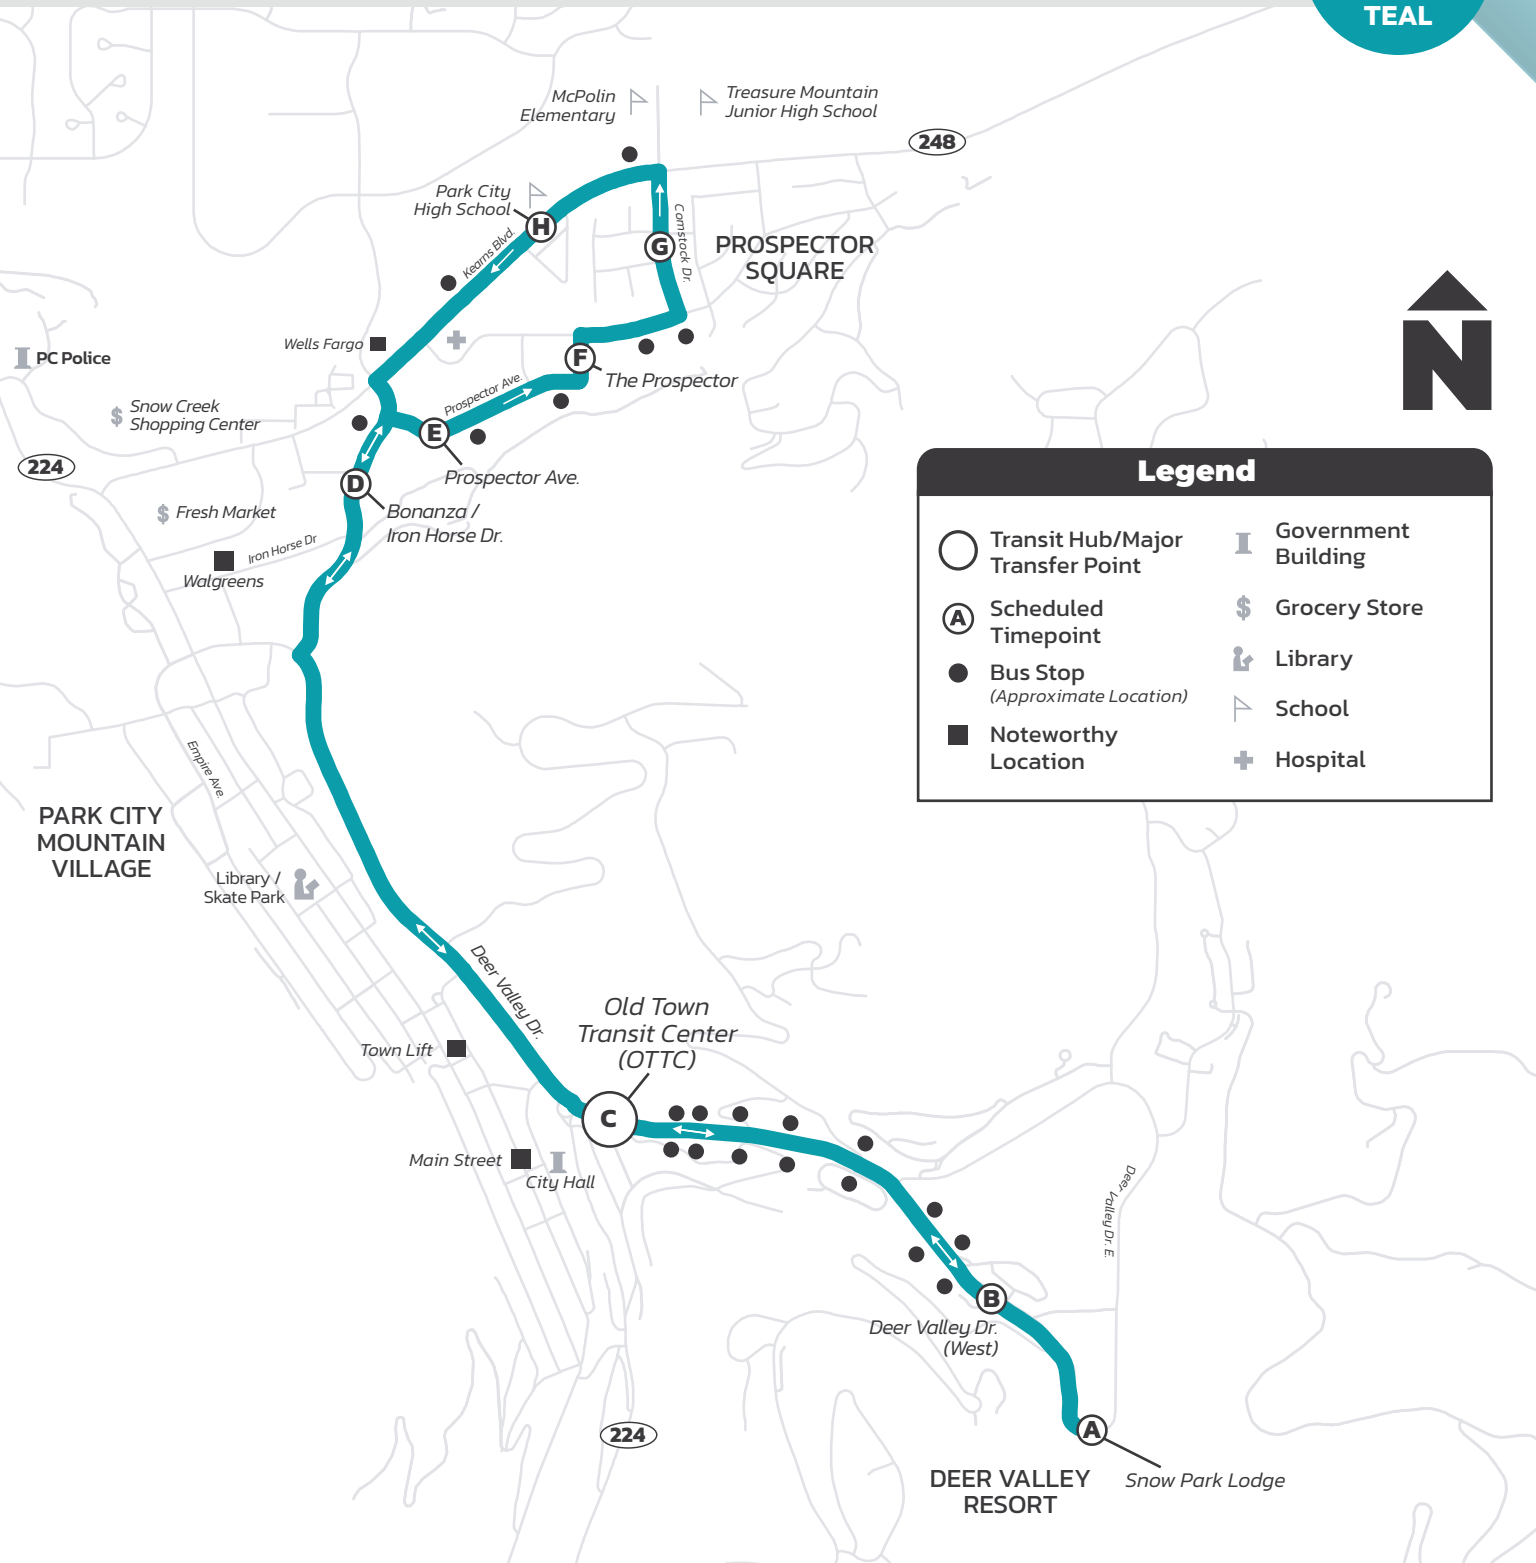 TEAL
McPolin
Elementary
Treasure Mountain
Junior High School
248
Park City
High School
H
Kearns Blvd.
G
Comstock Dr.
PROSPECTOR
SQUARE
N
Wells Fargo
PC Police
F
The Prospector
Prospector Ave.
Snow Creek
Shopping Center
$
E
Prospector Ave.
224
D
Bonanza /
Iron Horse Dr.
$
Fresh Market
Iron Horse Dr
Walgreens
Legend
Transit Hub/Major
Transfer Point
A
Scheduled
Timepoint
Bus Stop
(Approximate Location)
Noteworthy
Location
Government
Building
$
Grocery Store
Library
School
Hospital
Empire Ave.
PARK CITY
MOUNTAIN
VILLAGE
Library /
Skate Park
Deer Valley Dr.
Old Town
Transit Center
(OTTC)
Town Lift
C
Main Street
City Hall
Deer Valley Dr. E.
B
Deer Valley Dr.
(West)
224
A
DEER VALLEY
RESORT
Snow Park Lodge